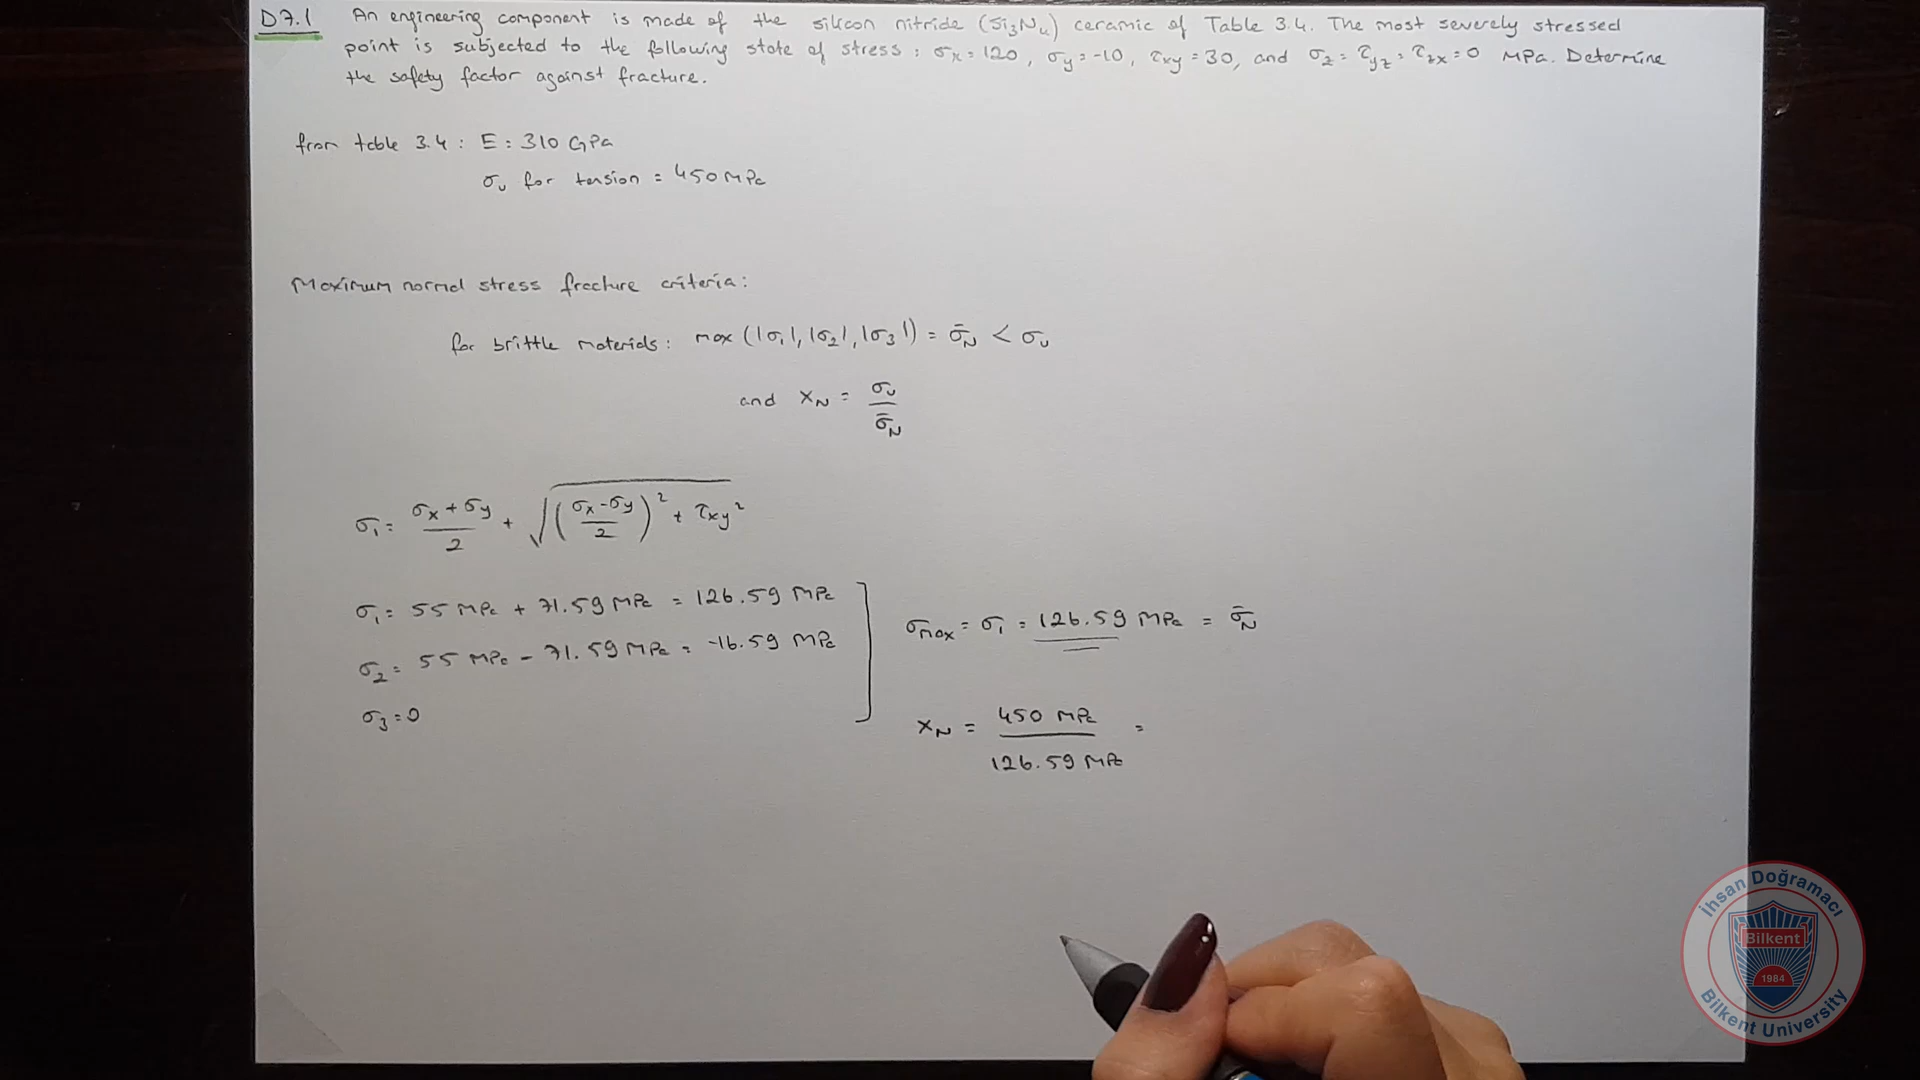 D7.1 An engineering component is made of the silicon nitride (Si3N4) ceramic of Table 3.4. The most severely stressed
point is subjected to the following state of stress: σx = 120, σy = -10, τxy = 30, and σz = τyz = τzx = 0 MPa. Determine
the safety factor against fracture.
from table 3.4: E: 310 GPa
σu for tension = 450 MPa
Maximum normal stress fracture criteria:
for brittle materials: max (|σ1|, |σ2|, |σ3|) = σ̄N < σu
and XN = σu / σ̄N
σ1 = (σx + σy)/2 + √(((σx - σy)/2)² + τxy²)
σ1 = 55 MPa + 71.59 MPa = 126.59 MPa
σ2 = 55 MPa - 71.59 MPa = -16.59 MPa
σ3 = 0
σmax = σ1 = 126.59 MPa = σ̄N
XN = 450 MPa / 126.59 MPa =
İhsan Doğramacı
Bilkent
1984
Bilkent University